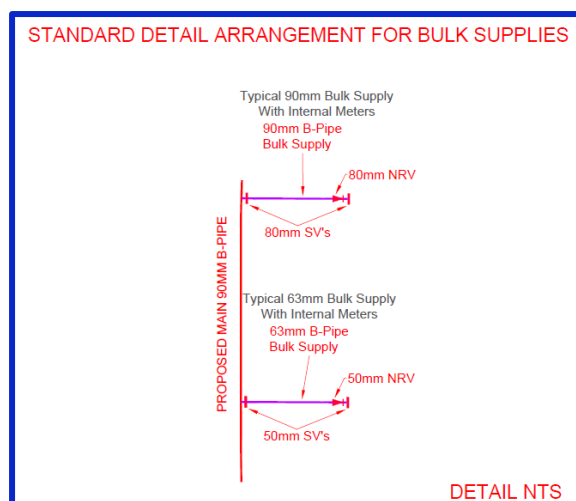 STANDARD DETAIL ARRANGEMENT FOR BULK SUPPLIES
Typical 90mm Bulk Supply
With Internal Meters
90mm B-Pipe
Bulk Supply
80mm NRV
80mm SV's
PROPOSED MAIN 90MM B-PIPE
Typical 63mm Bulk Supply
With Internal Meters
63mm B-Pipe
Bulk Supply
50mm NRV
50mm SV's
DETAIL NTS